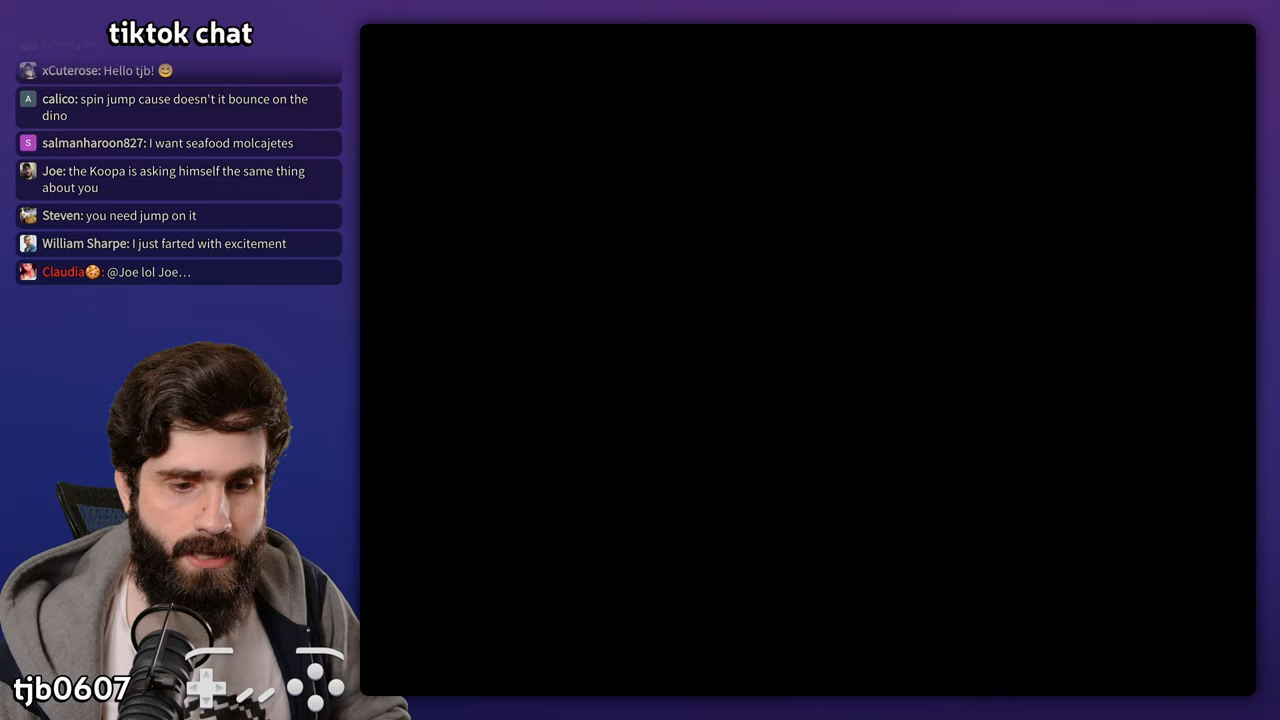 tiktok chat
xCuterose: Hello tjb! 😊
calico: spin jump cause doesn't it bounce on the
dino
salmanharoon827: I want seafood molcajetes
Joe: the Koopa is asking himself the same thing
about you
Steven: you need jump on it
William Sharpe: I just farted with excitement
Claudia🍪: @Joe lol Joe…
tjb0607